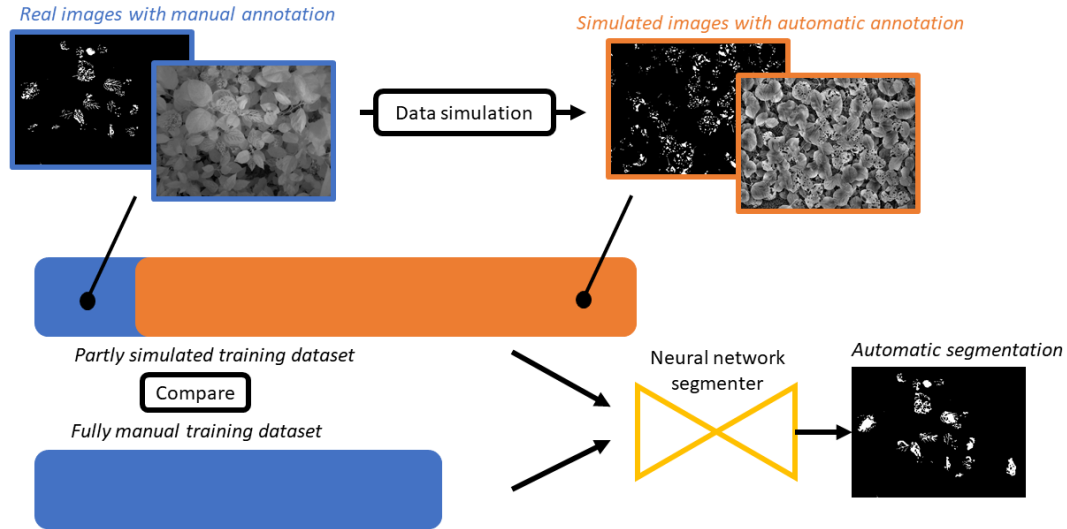 Real images with manual annotation
Simulated images with automatic annotation
Data simulation
Partly simulated training dataset
Compare
Fully manual training dataset
Neural network
segmenter
Automatic segmentation